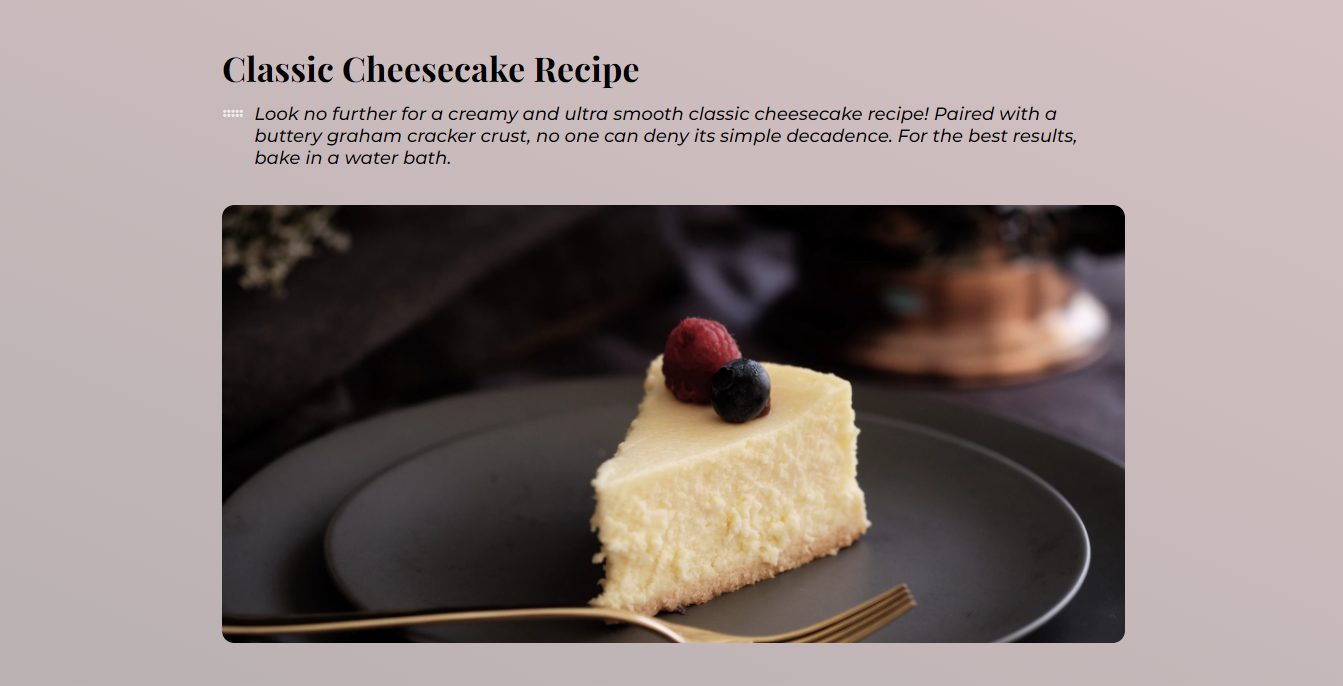 Classic Cheesecake Recipe
Look no further for a creamy and ultra smooth classic cheesecake recipe! Paired with a
buttery graham cracker crust, no one can deny its simple decadence. For the best results,
bake in a water bath.